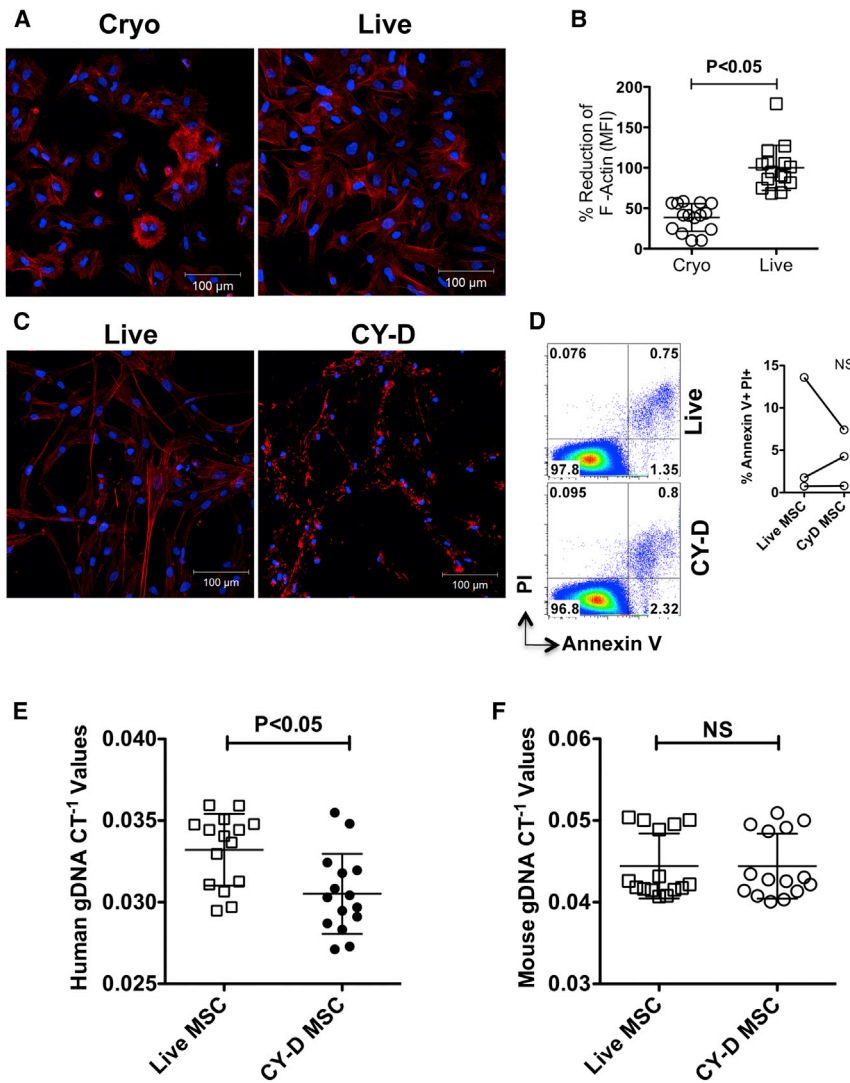 A
Cryo
Live
100 µm
100 µm
B
P<0.05
% Reduction of
F -Actin (MFI)
200
150
100
50
0
Cryo
Live
C
Live
CY-D
100 µm
100 µm
D
0.076
0.75
97.8
1.35
Live
0.095
0.8
96.8
2.32
CY-D
PI
Annexin V
NS
% Annexin V+ PI+
15
10
5
0
Live MSC
CyD MSC
E
P<0.05
Human gDNA CT-1 Values
0.040
0.035
0.030
0.025
Live MSC
CY-D MSC
F
NS
Mouse gDNA CT-1 Values
0.06
0.05
0.04
0.03
Live MSC
CY-D MSC